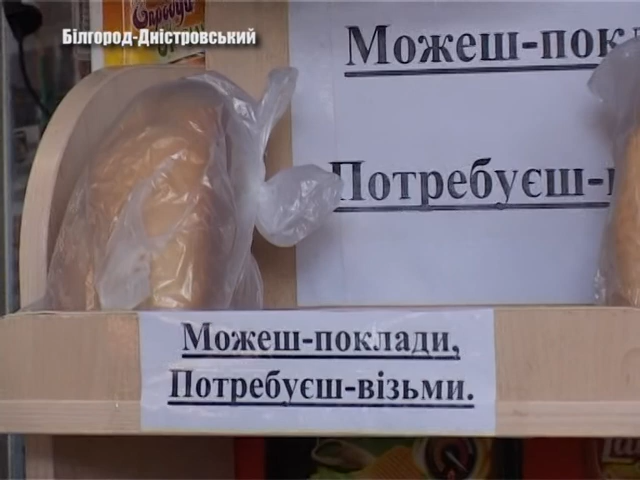 Білгород-Дністровський
Можеш-покл
Потребуєш-
Можеш-поклади,
Потребуєш-візьми.